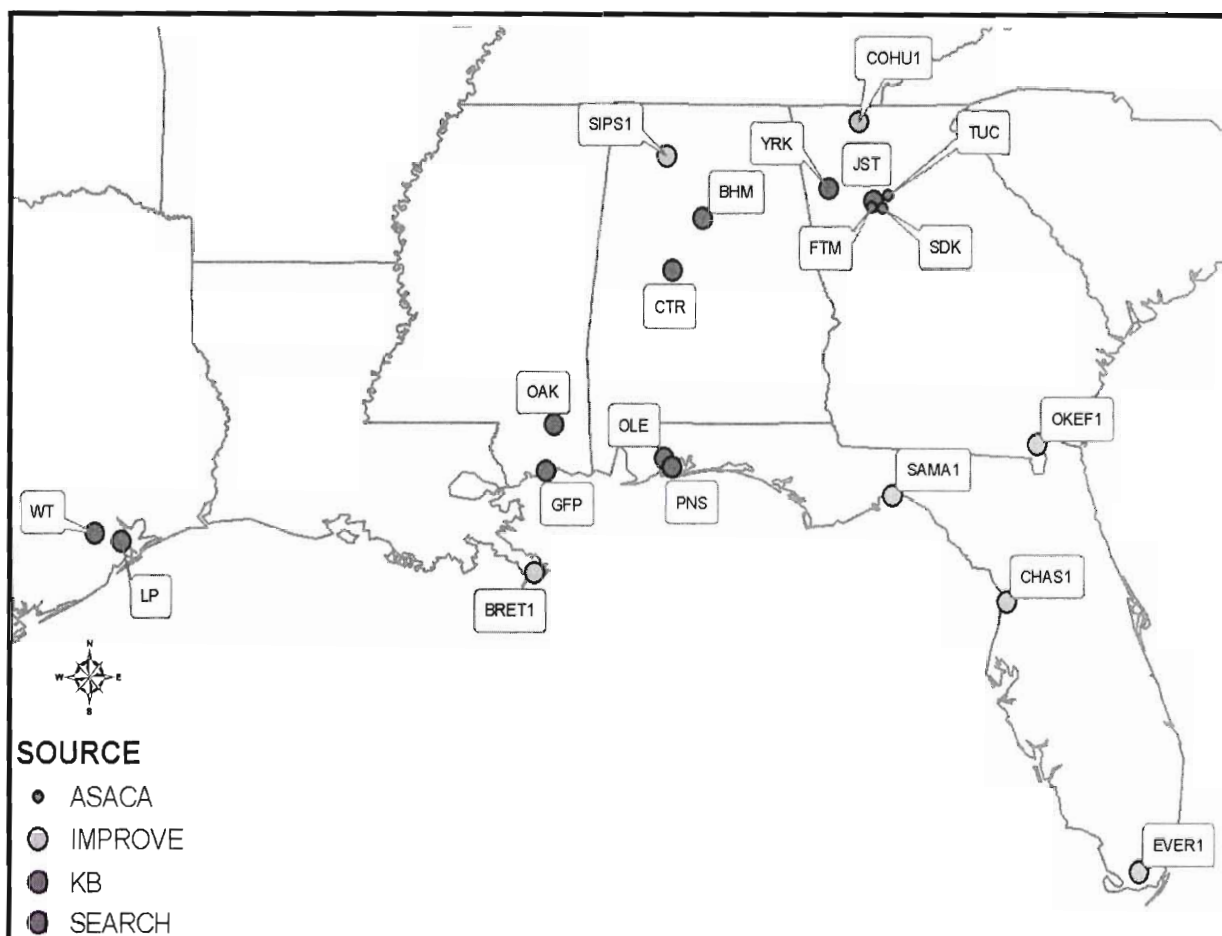 COHU1
SIPS1
TUC
YRK
JST
BHM
FTM
SDK
CTR
OAK
OLE
OKEF1
SAMA1
GFP
PNS
WT
LP
BRET1
CHAS1
N
W E
S
SOURCE
ASACA
IMPROVE
KB
SEARCH
EVER1